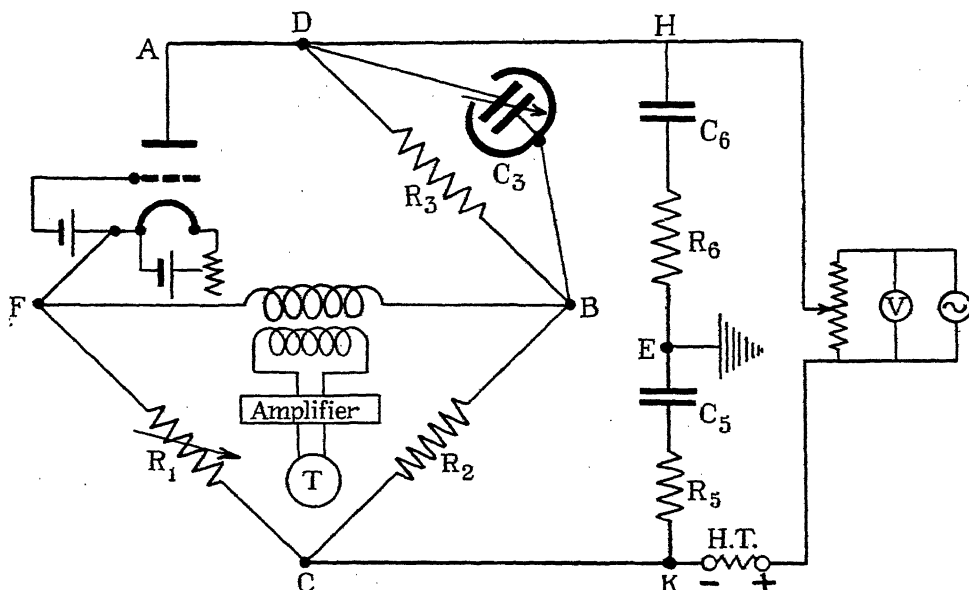 D
H
A
C₆
C₃
R₃
R₆
F
B
V
E
Amplifier
C₅
R₁
T
R₂
R₅
H.T.
C
K
- +